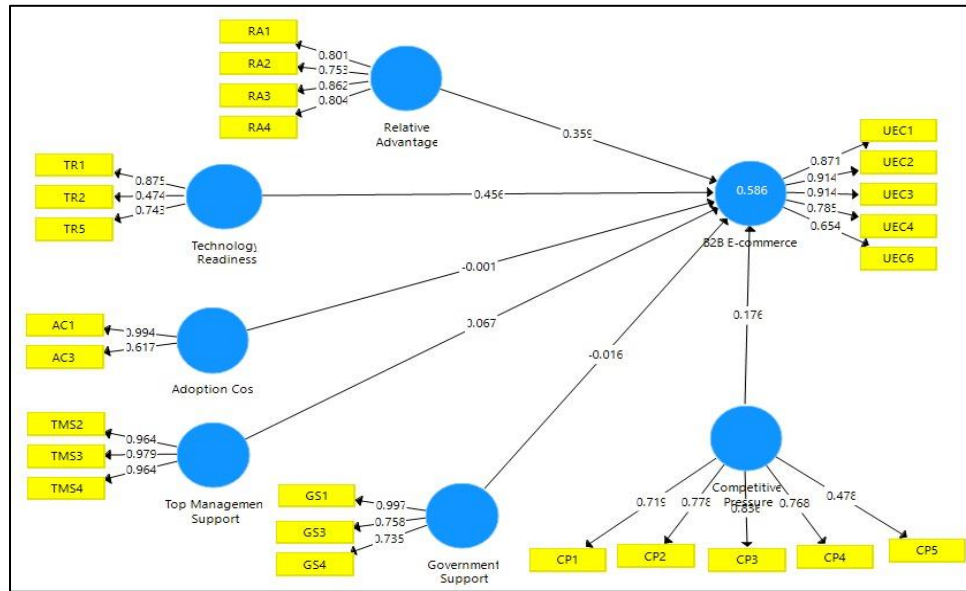 RA1
RA2
RA3
RA4
0.801
0.753
0.862
0.804
Relative
Advantage
0.359
TR1
TR2
TR5
0.875
0.474
0.743
Technology
Readiness
0.456
AC1
AC3
0.994
0.617
Adoption Cos
-0.001
TMS2
TMS3
TMS4
0.964
0.979
0.964
Top Managemen
Support
0.067
GS1
GS3
GS4
0.997
0.758
0.735
Government
Support
-0.016
0.586
B2B E-commerce
0.871
0.914
0.914
0.785
0.654
UEC1
UEC2
UEC3
UEC4
UEC6
0.176
Competitive
Pressure
0.719
0.778
0.836
0.768
0.478
CP1
CP2
CP3
CP4
CP5